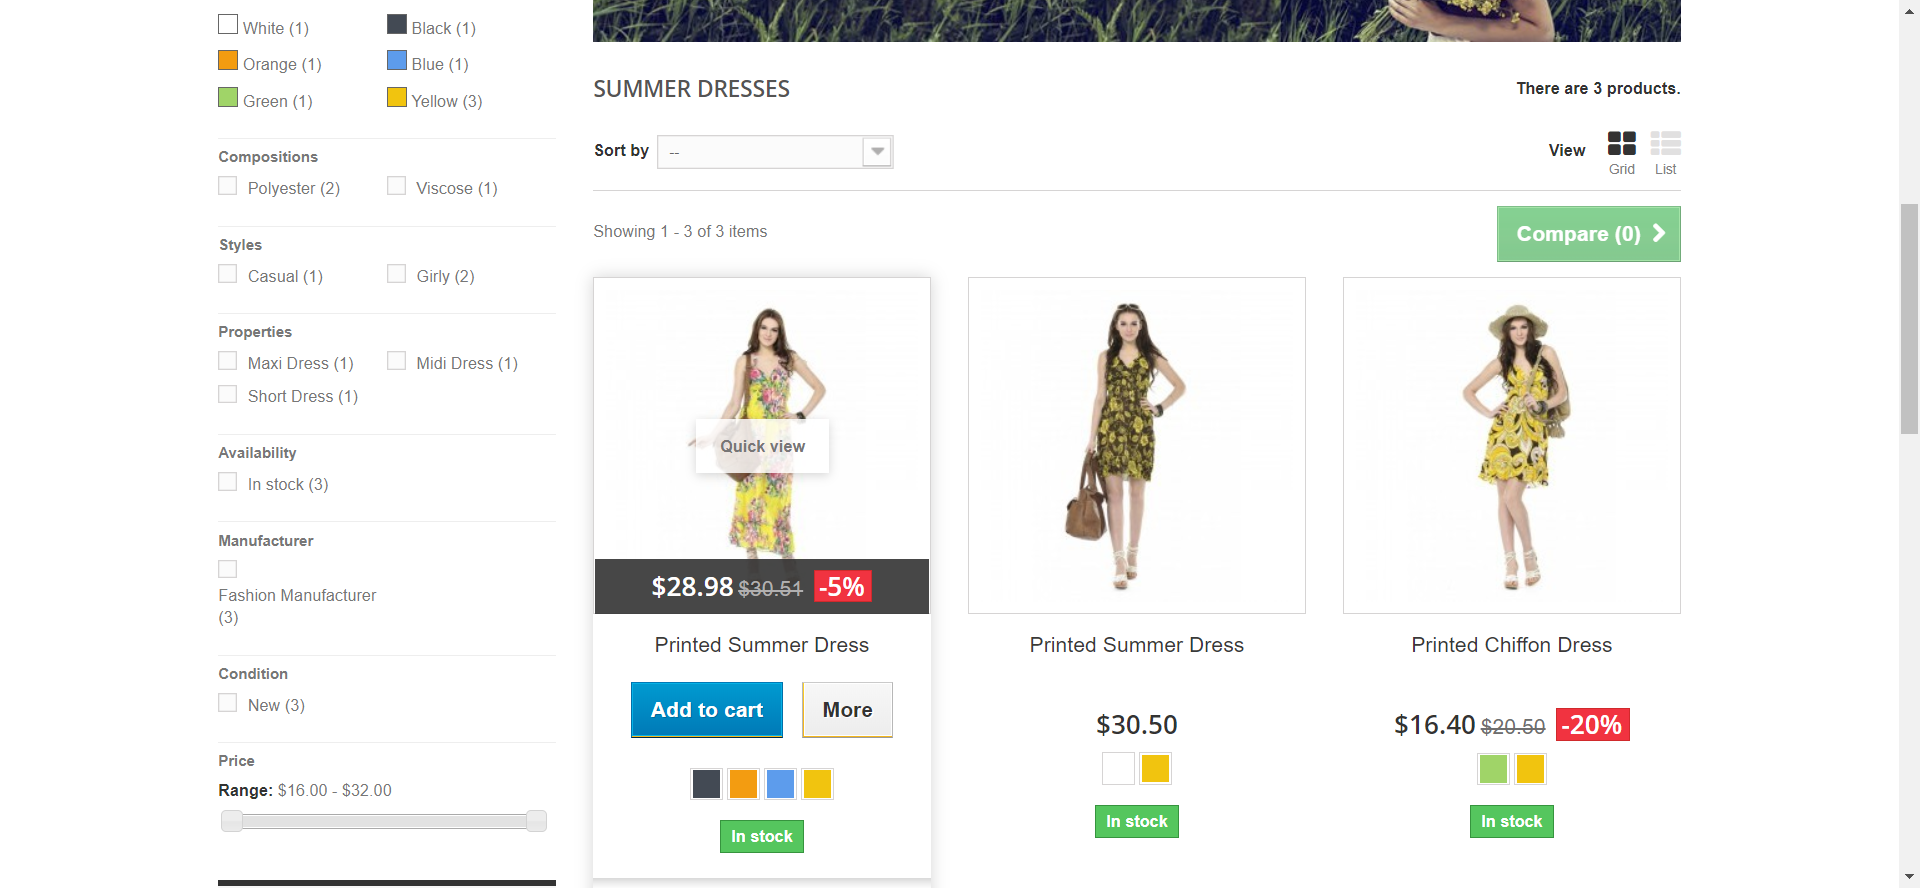 White (1)
Black (1)
Orange (1)
Blue (1)
Green (1)
Yellow (3)
Compositions
Polyester (2)
Viscose (1)
Styles
Casual (1)
Girly (2)
Properties
Maxi Dress (1)
Midi Dress (1)
Short Dress (1)
Availability
In stock (3)
Manufacturer
Fashion Manufacturer
(3)
Condition
New (3)
Price
Range: $16.00 - $32.00
SUMMER DRESSES
There are 3 products.
Sort by
--
View
Grid
List
Showing 1 - 3 of 3 items
Compare (0)
Quick view
$28.98 $30.51 -5%
Printed Summer Dress
Add to cart
More
In stock
Printed Summer Dress
$30.50
In stock
Printed Chiffon Dress
$16.40 $20.50 -20%
In stock